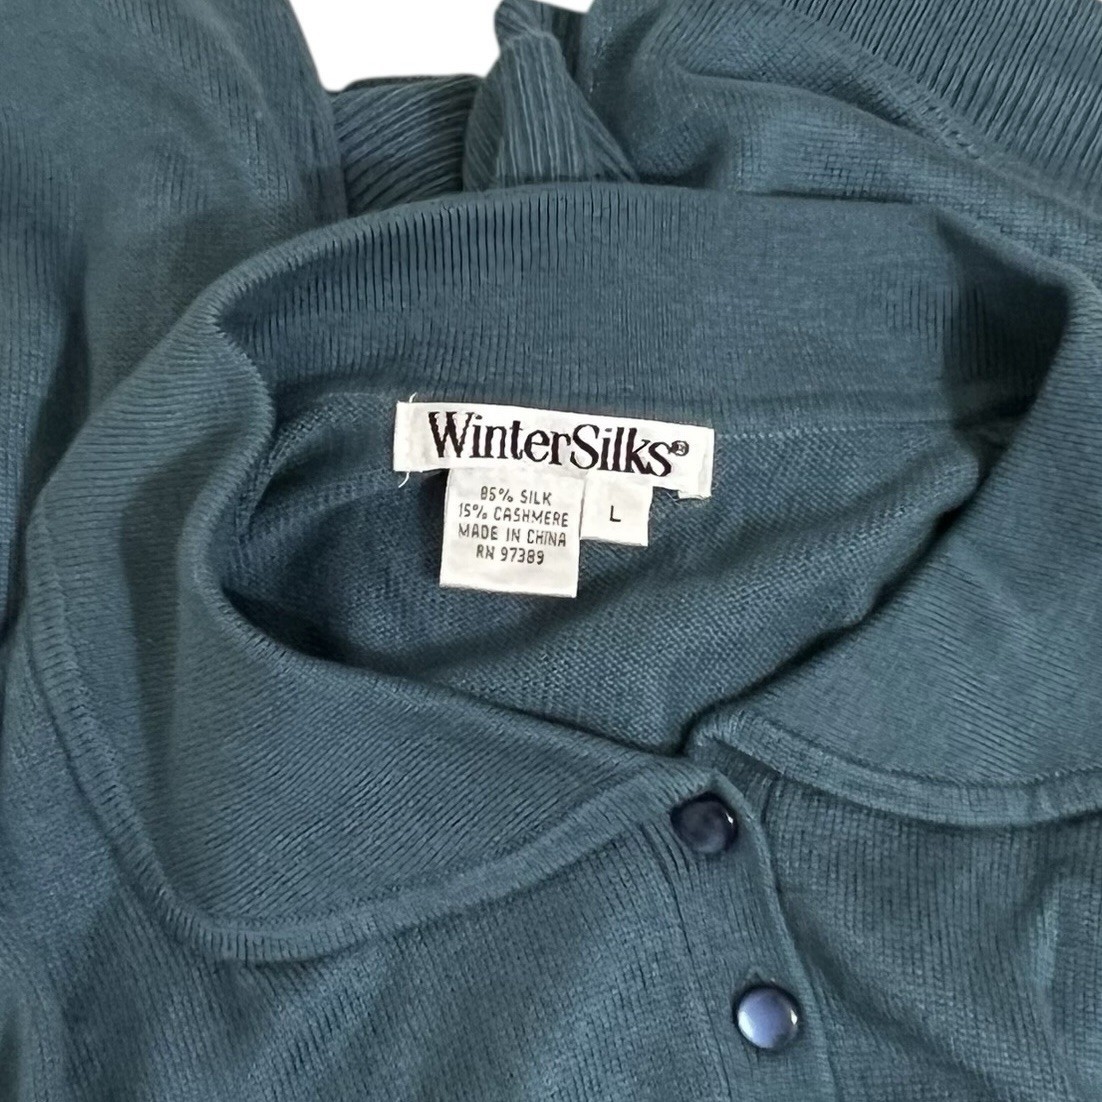 WinterSilks®
85% SILK
15% CASHMERE
MADE IN CHINA
RN 97389
L